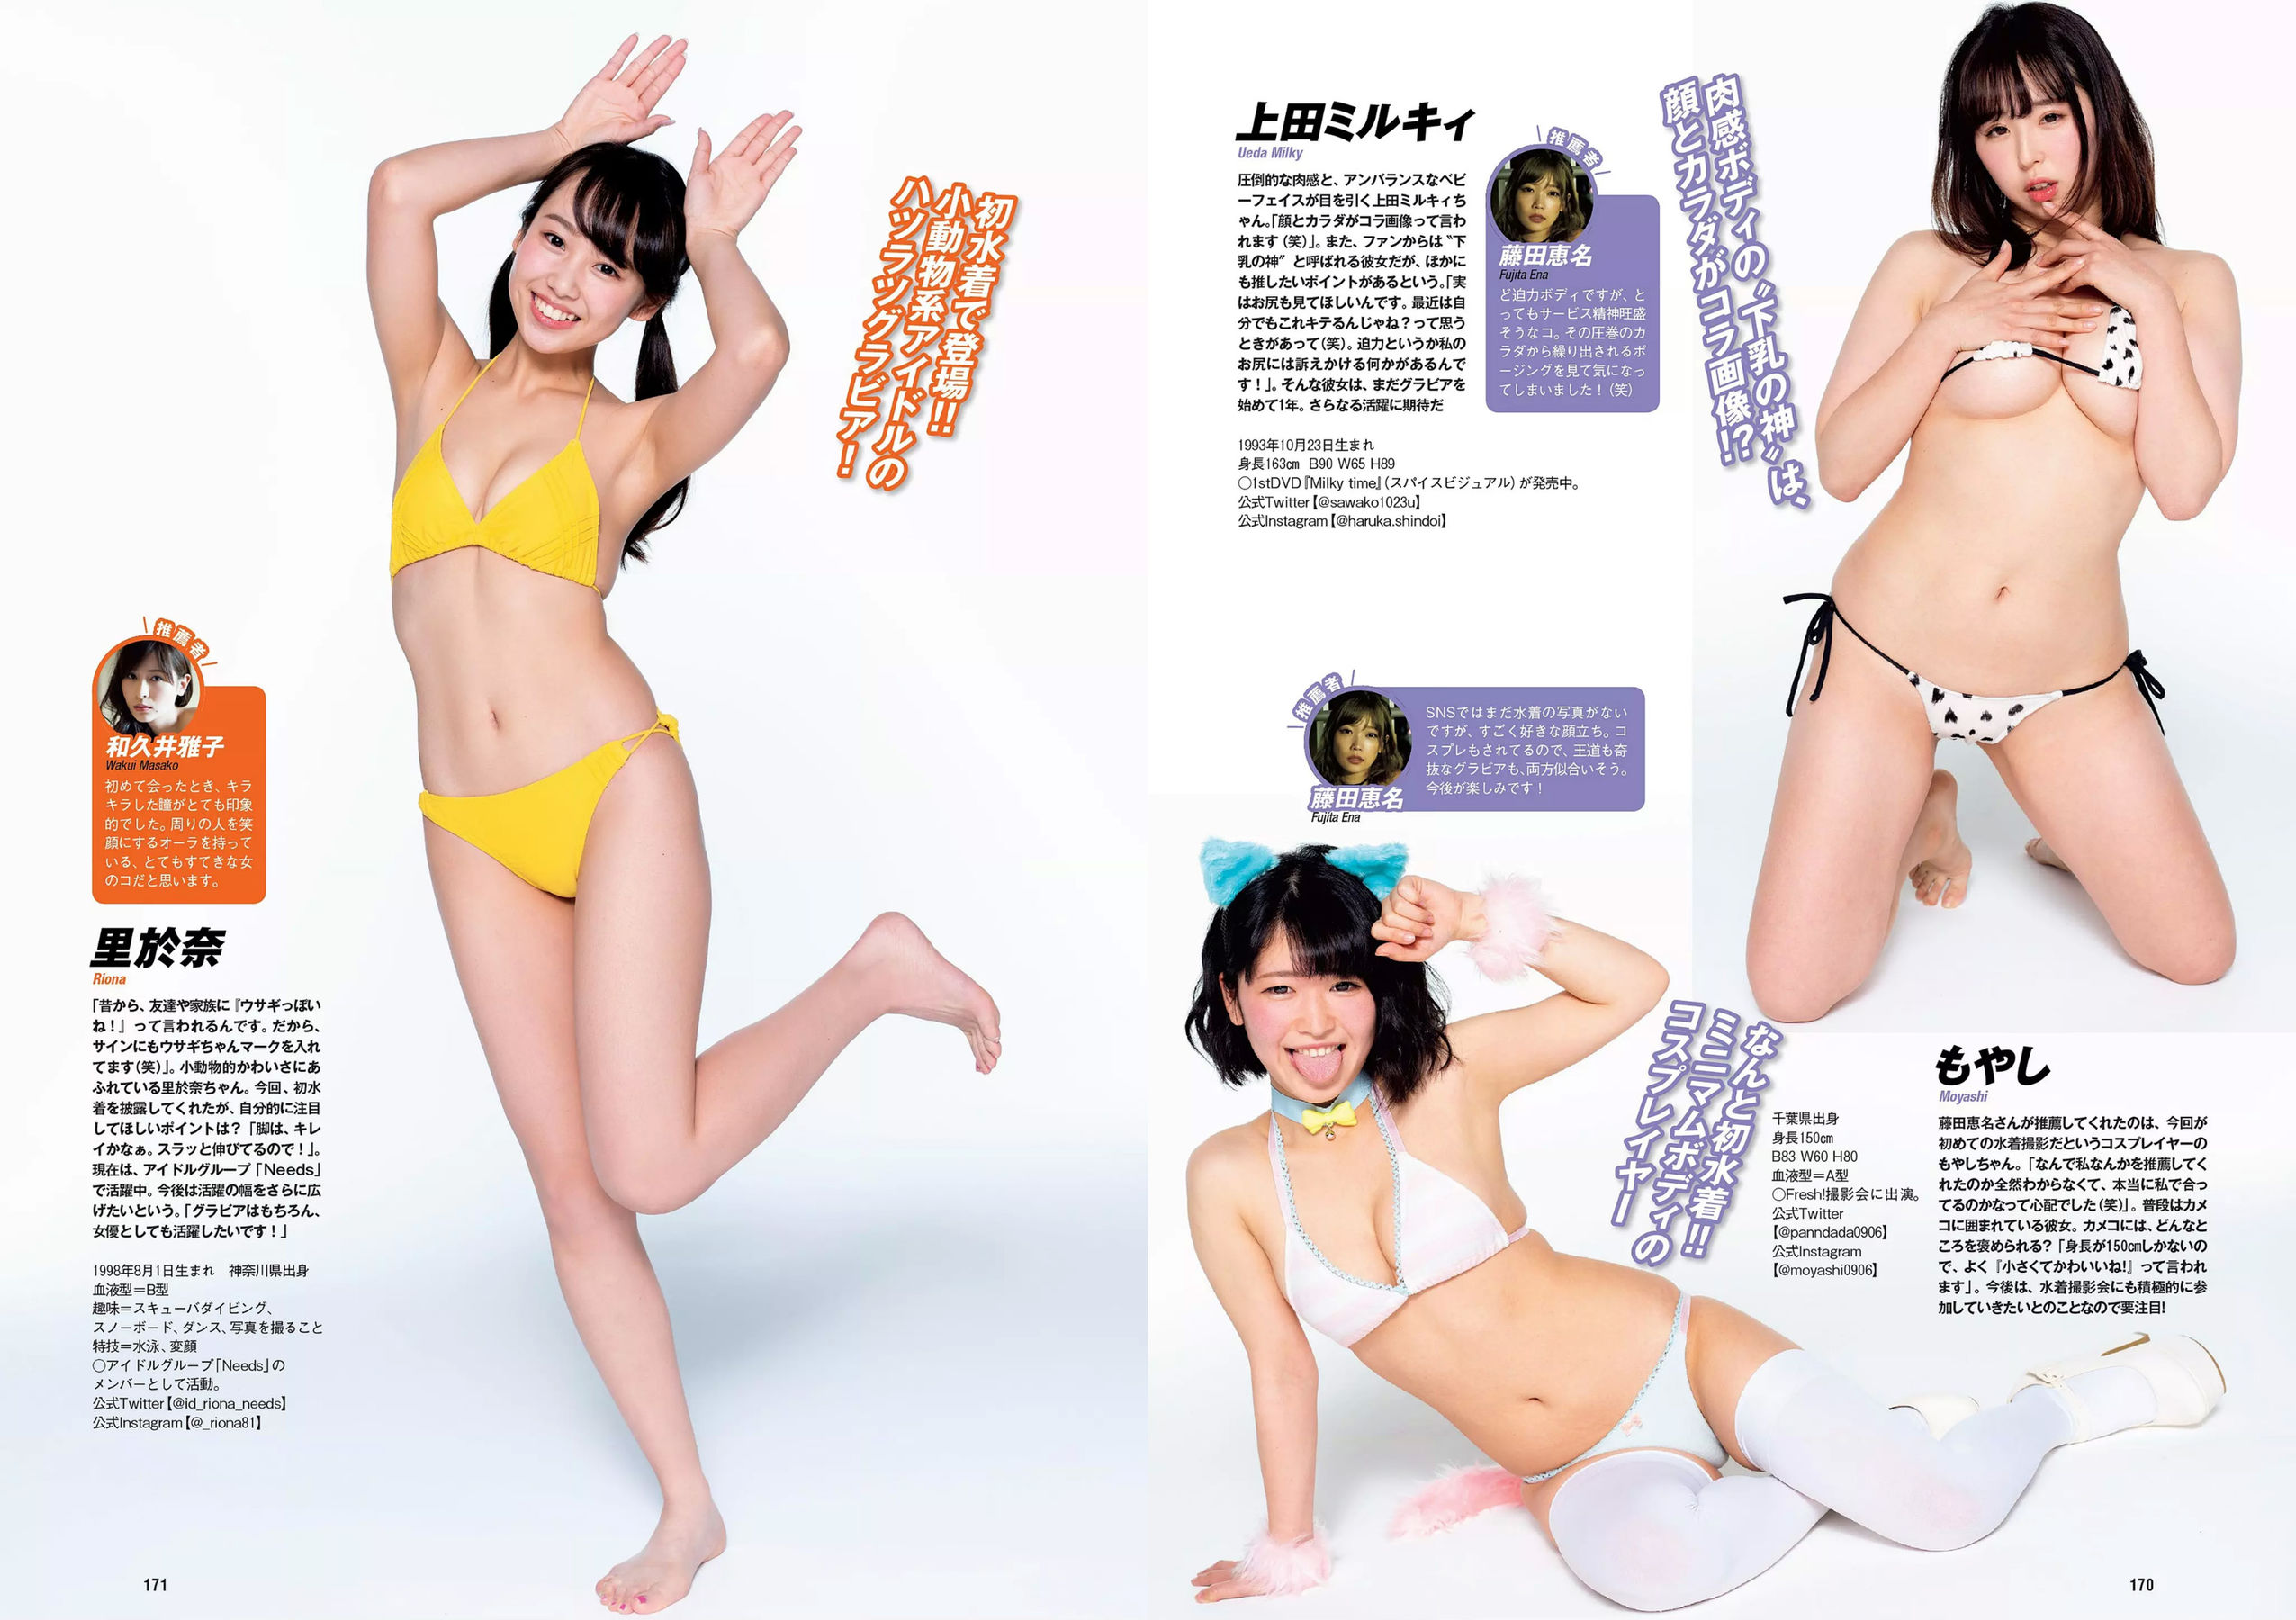 肉感ボディの〝下乳の神〟は、
顔とカラダがコラ画像!?
上田ミルキィ
Ueda Milky
圧倒的な肉感と、アンバランスなベビ
ーフェイスが目を引く上田ミルキィち
ゃん。「顔とカラダがコラ画像って言わ
れます(笑)」。また、ファンからは〝下
乳の神〟と呼ばれる彼女だが、ほかに
も推したいポイントがあるという。「実
はお尻も見てほしいんです。最近は自
分でもこれキテるんじゃね?って思う
ときがあって(笑)。迫力というか私の
お尻には訴えかける何かがあるんで
す!」。そんな彼女は、まだグラビアを
始めて1年。さらなる活躍に期待だ
1993年10月23日生まれ
身長163㎝ B90 W65 H89
○1stDVD『Milky time』(スパイスビジュアル)が発売中。
公式Twitter【@sawako1023u】
公式Instagram【@haruka.shindoi】
推薦者
藤田恵名
Fujita Ena
ど迫力ボディですが、と
ってもサービス精神旺盛
そうなコ。その圧巻のカ
ラダから繰り出されるポ
ージングを見て気になっ
てしまいました!(笑)
推薦者
藤田恵名
Fujita Ena
SNSではまだ水着の写真がない
ですが、すごく好きな顔立ち。コ
スプレもされてるので、王道も奇
抜なグラビアも、両方似合いそう。
今後が楽しみです!
なんと初水着!!
ミニマムボディの
コスプレイヤー
もやし
Moyashi
藤田恵名さんが推薦してくれたのは、今回が
初めての水着撮影だというコスプレイヤーの
もやしちゃん。「なんで私なんかを推薦してく
れたのか全然わからなくて、本当に私で合っ
てるのかなって心配でした(笑)」。普段はカメ
コに囲まれている彼女。カメコには、どんなと
ころを褒められる?「身長が150㎝しかないの
で、よく『小さくてかわいいね!』って言われ
ます」。今後は、水着撮影会にも積極的に参
加していきたいとのことなので要注目!
千葉県出身
身長150㎝
B83 W60 H80
血液型=A型
○Fresh!撮影会に出演。
公式Twitter
【@panndada0906】
公式Instagram
【@moyashi0906】
170
初水着で登場!!
小動物系アイドルの
ハツラツグラビア!
推薦者
和久井雅子
Wakui Masako
初めて会ったとき、キラ
キラした瞳がとても印象
的でした。周りの人を笑
顔にするオーラを持って
いる、とてもすてきな女
のコだと思います。
里於奈
Riona
「昔から、友達や家族に『ウサギっぽい
ね!』って言われるんです。だから、
サインにもウサギちゃんマークを入れ
てます(笑)」。小動物的かわいさにあ
ふれている里於奈ちゃん。今回、初水
着を披露してくれたが、自分的に注目
してほしいポイントは?「脚は、キレ
イかなぁ。スラッと伸びてるので!」。
現在は、アイドルグループ「Needs」
で活躍中。今後は活躍の幅をさらに広
げたいという。「グラビアはもちろん、
女優としても活躍したいです!」
1998年8月1日生まれ 神奈川県出身
血液型=B型
趣味=スキューバダイビング、
スノーボード、ダンス、写真を撮ること
特技=水泳、変顔
○アイドルグループ「Needs」の
メンバーとして活動。
公式Twitter【@id_riona_needs】
公式Instagram【@_riona81】
171